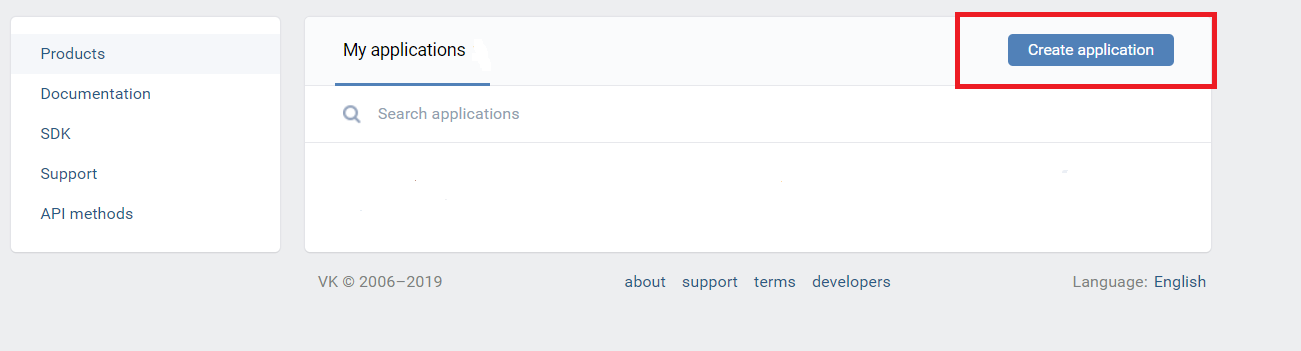 Products
Documentation
SDK
Support
API methods
My applications
Create application
Search applications
VK © 2006–2019
about support terms developers
Language: English